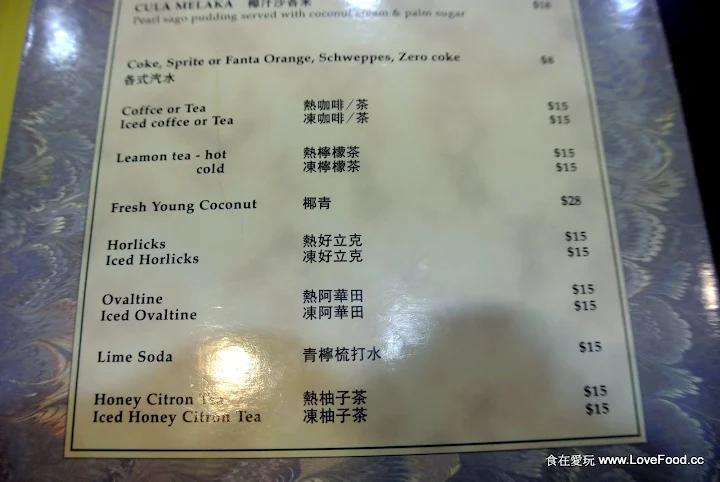 CULA MELAKA 椰汁沙谷米
Pearl sago pudding served with coconut cream & palm sugar
Coke, Sprite or Fanta Orange, Schweppes, Zero coke $8
各式汽水
Coffce or Tea 熱咖啡/茶 $15
Iced coffce or Tea 凍咖啡/茶 $15
Leamon tea - hot 熱檸檬茶 $15
cold 凍檸檬茶 $15
Fresh Young Coconut 椰青 $28
Horlicks 熱好立克 $15
Iced Horlicks 凍好立克 $15
Ovaltine 熱阿華田 $15
Iced Ovaltine 凍阿華田 $15
Lime Soda 青檸梳打水 $15
Honey Citron Tea 熱柚子茶 $15
Iced Honey Citron Tea 凍柚子茶 $15
食在愛玩 www.LoveFood.cc